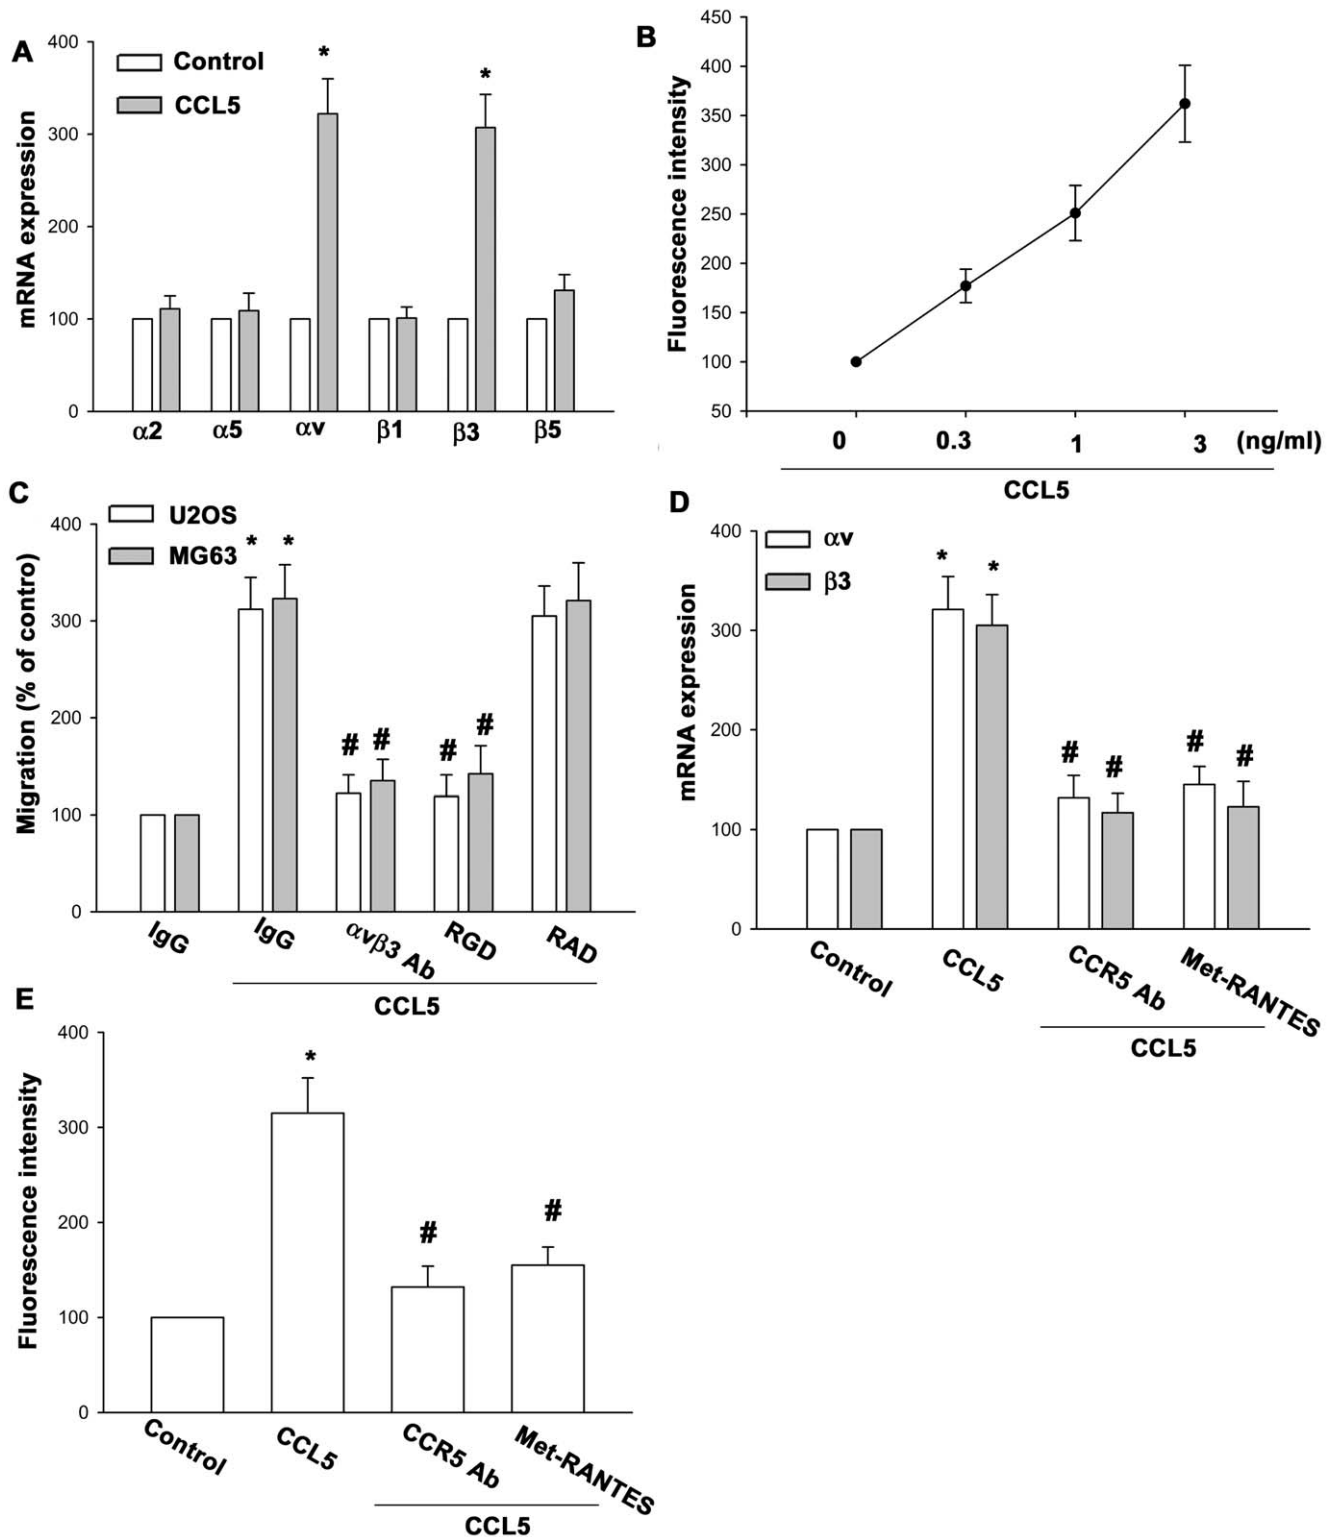 A
400
300
200
100
0
mRNA expression
Control
CCL5
*
*
α2 α5 αv β1 β3 β5
B
450
400
350
300
250
200
150
100
50
Fluorescence intensity
0 0.3 1 3 (ng/ml)
CCL5
C
400
300
200
100
0
Migration (% of contro)
U2OS
MG63
* *
# # # #
IgG IgG αvβ3 Ab RGD RAD
CCL5
D
400
300
200
100
0
mRNA expression
αv
β3
* *
# # # #
Control CCL5 CCR5 Ab Met-RANTES
CCL5
E
400
300
200
100
0
Fluorescence intensity
*
# #
Control CCL5 CCR5 Ab Met-RANTES
CCL5